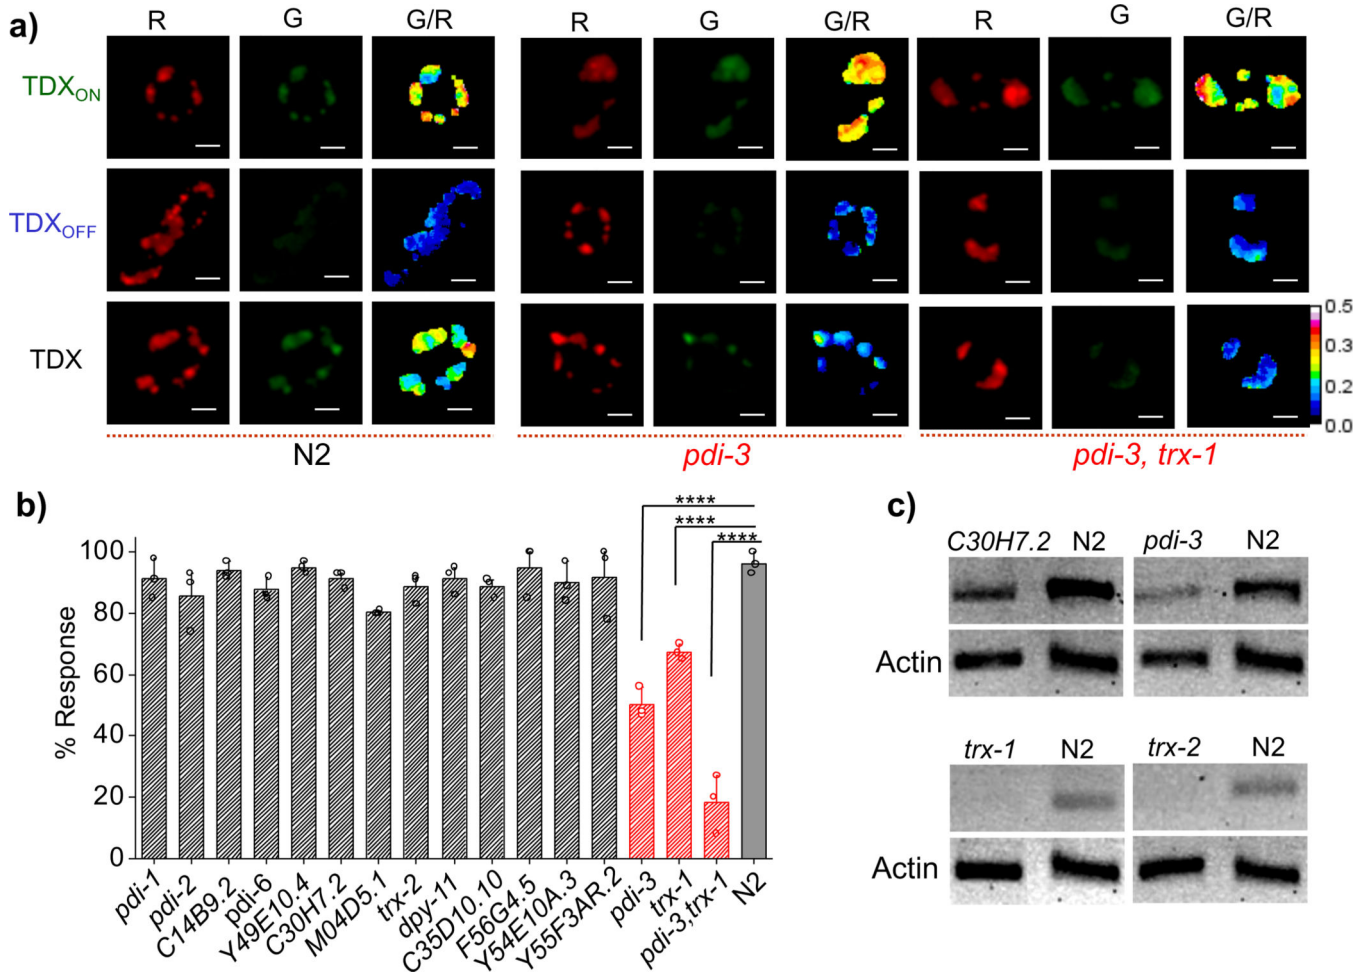 a)
R G G/R R G G/R R G G/R
TDXON
TDXOFF
TDX
0.5
0.3
0.2
0.0
N2 pdi-3 pdi-3, trx-1
b)
****
****
****
% Response
100
80
60
40
20
0
pdi-1 pdi-2 C14B9.2 pdi-6 Y49E10.4 C30H7.2 M04D5.1 trx-2 dpy-11 C35D10.10 F56G4.5 Y54E10A.3 Y55F3AR.2 pdi-3 trx-1 pdi-3,trx-1 N2
c)
C30H7.2 N2 pdi-3 N2
Actin
trx-1 N2 trx-2 N2
Actin